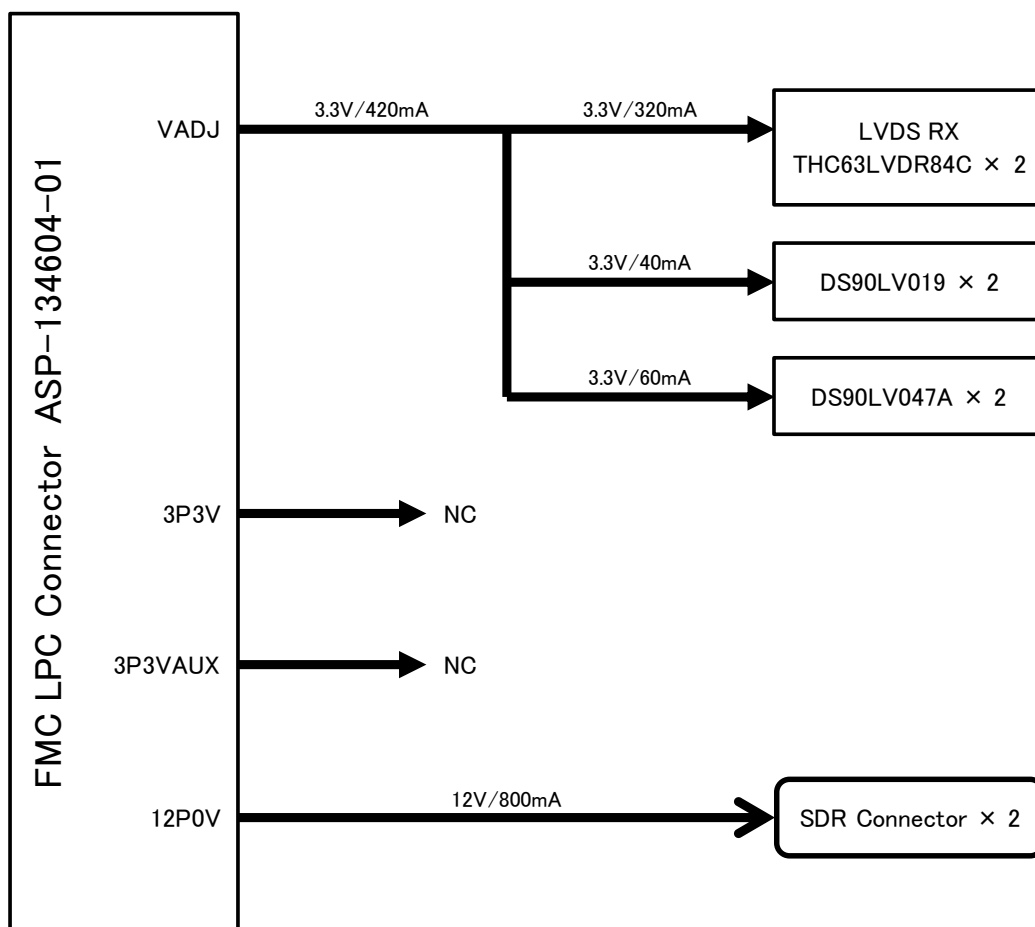 FMC LPC Connector ASP-134604-01
VADJ
3.3V/420mA
3.3V/320mA
LVDS RX
THC63LVDR84C × 2
3.3V/40mA
DS90LV019 × 2
3.3V/60mA
DS90LV047A × 2
3P3V
NC
3P3VAUX
NC
12P0V
12V/800mA
SDR Connector × 2